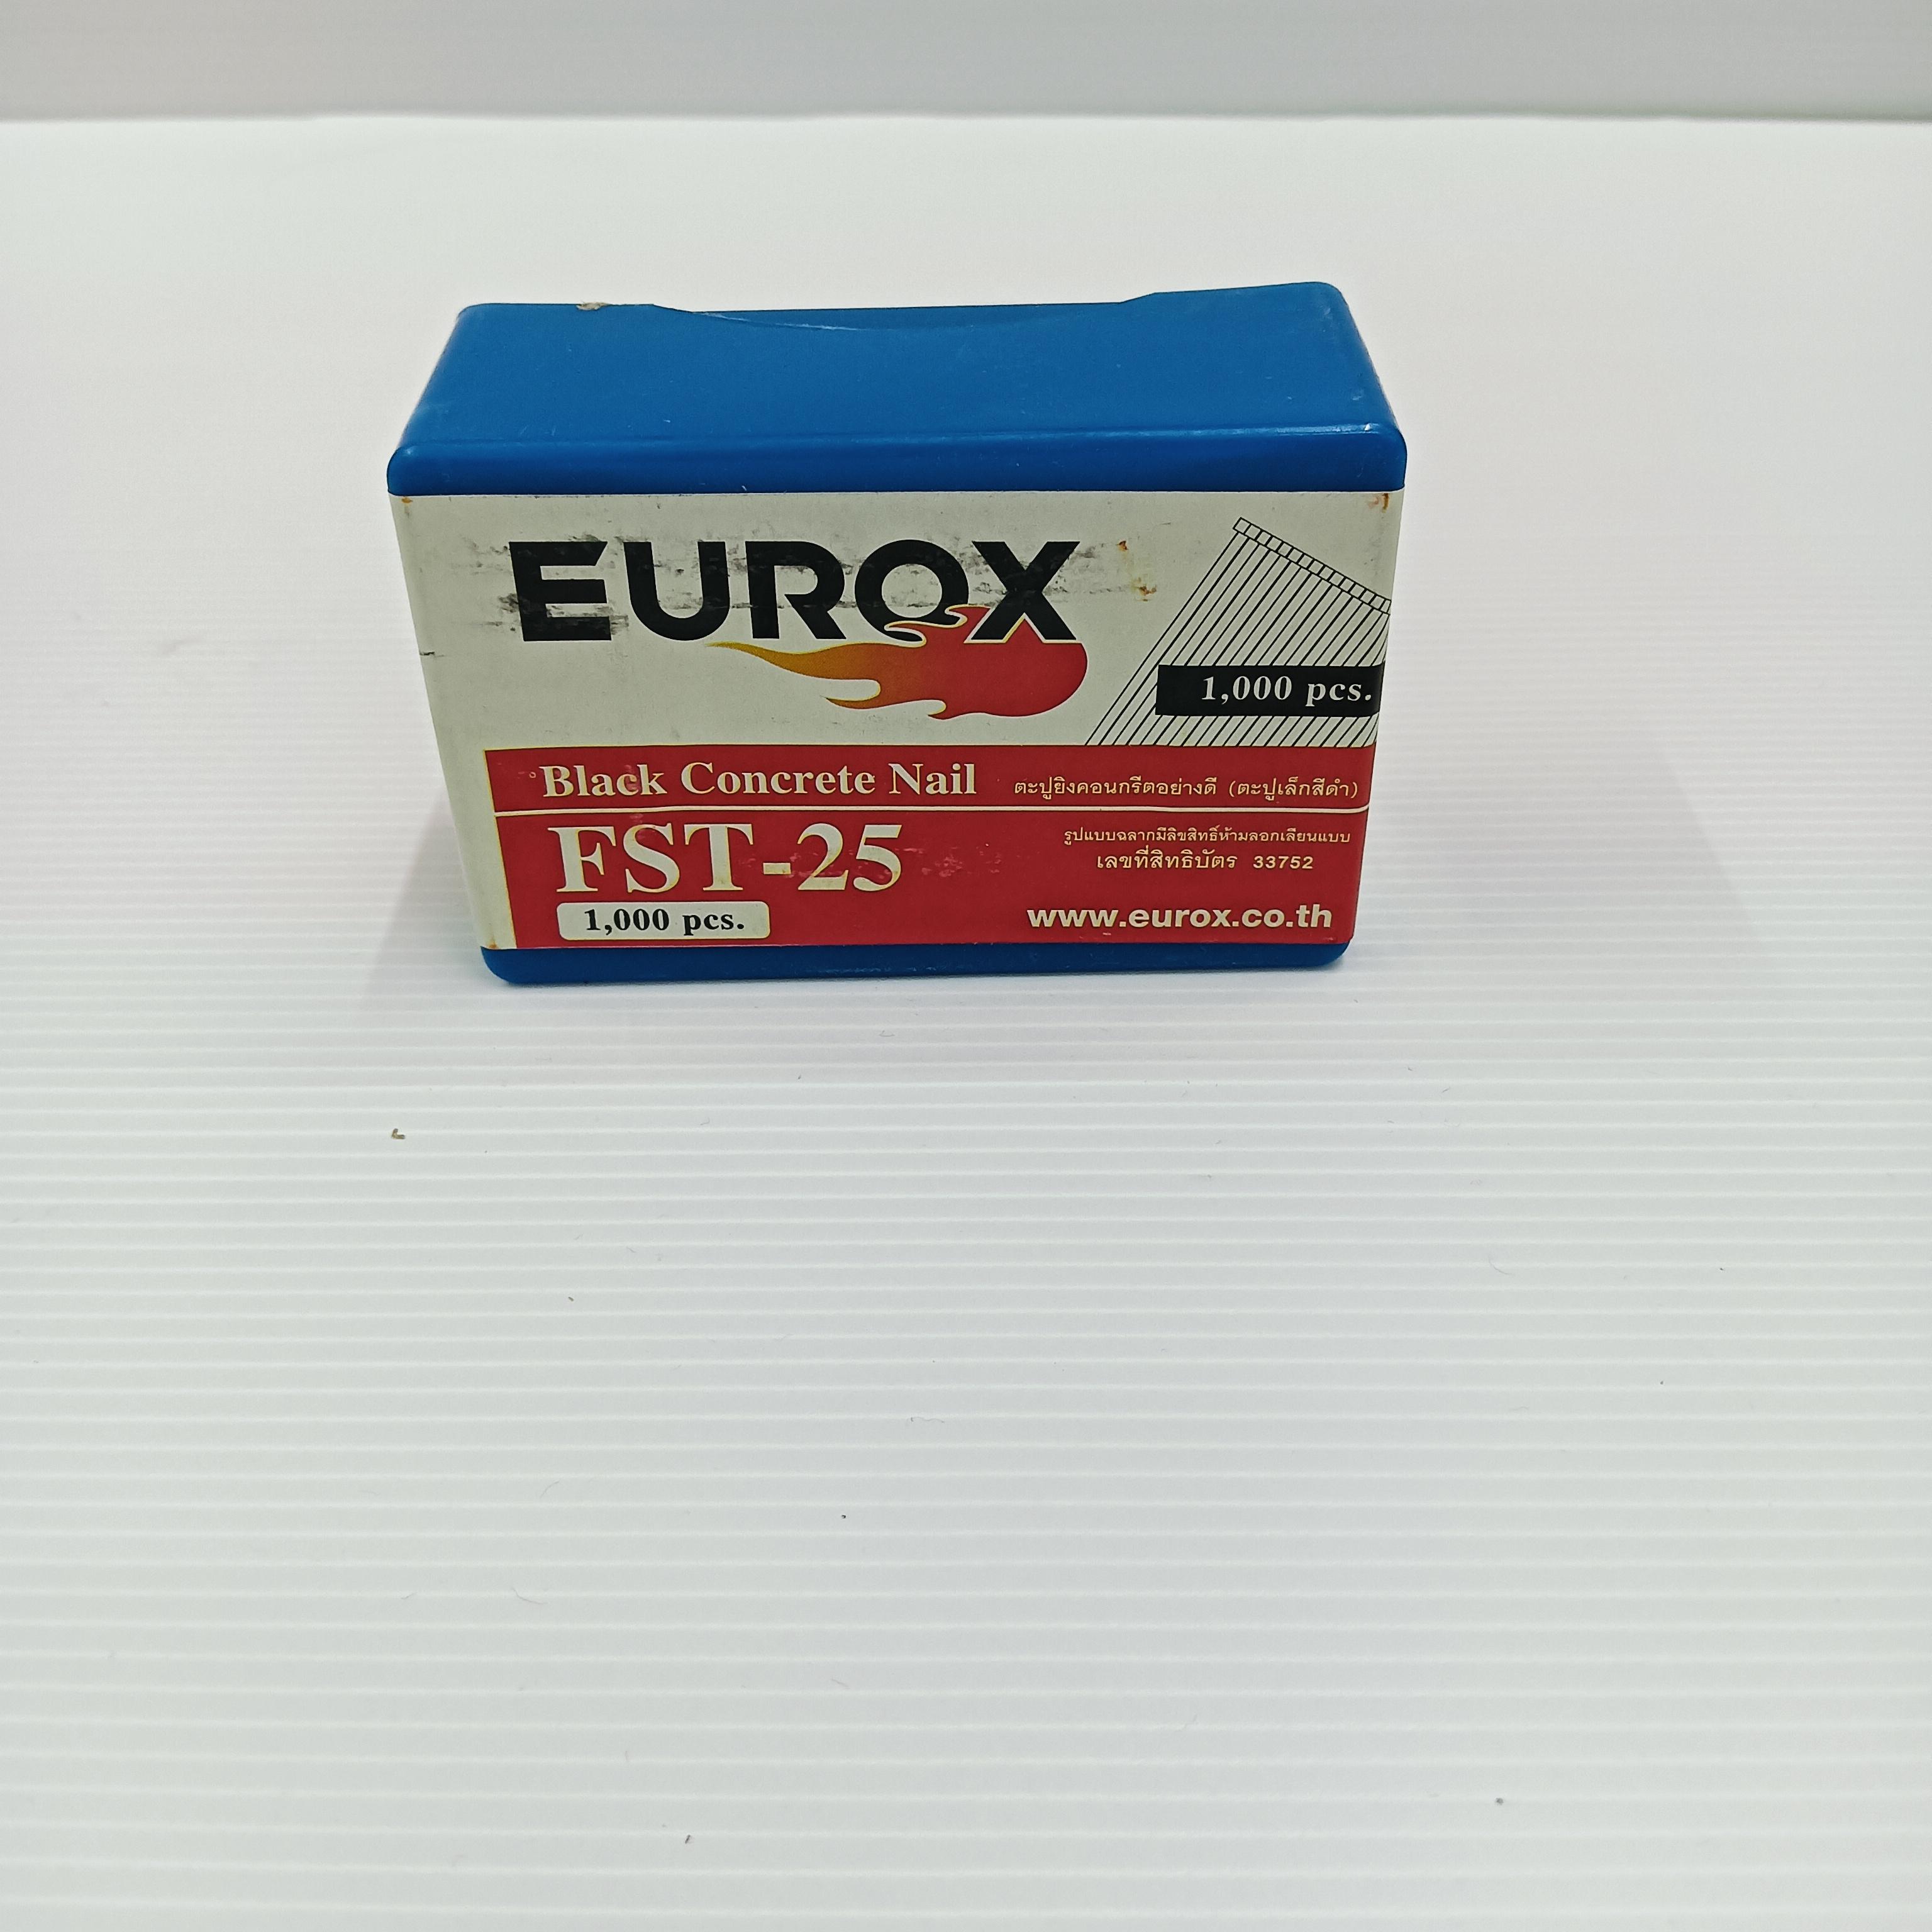 EUROX
1,000 pcs.
Black Concrete Nail ตะปูยิงคอนกรีตอย่างดี (ตะปูเล็กสีดำ)
FST-25
รูปแบบฉลากมีลิขสิทธิ์ห้ามลอกเลียนแบบ
เลขที่สิทธิบัตร 33752
1,000 pcs.
www.eurox.co.th